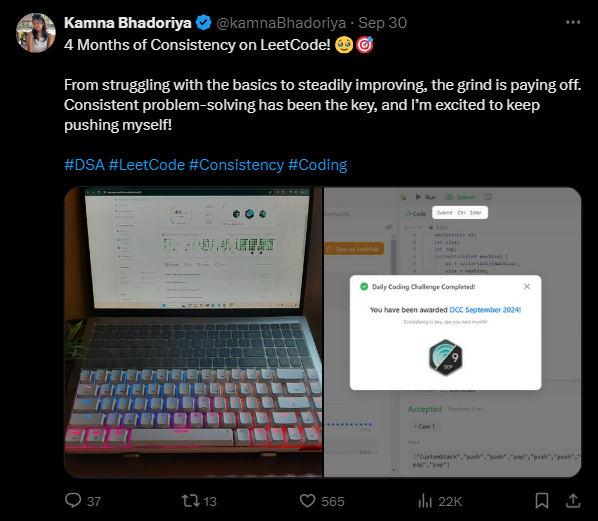 Kamna Bhadoriya @kamnaBhadoriya · Sep 30
4 Months of Consistency on LeetCode! 🥹🎯
From struggling with the basics to steadily improving, the grind is paying off.
Consistent problem-solving has been the key, and I'm excited to keep
pushing myself!
#DSA #LeetCode #Consistency #Coding
Run Submit
Submit Ctrl Enter
Code
C++ Auto
Sync w/ LeetHub
vector<int> st;
int size;
int top;
CustomStack(int maxSize) {
st = vector<int>(maxSize);
size = maxSize;
Daily Coding Challenge Completed!
You have been awarded DCC September 2024!
Consistency is key, see you next month!
9
SEP
Accepted
Case 1
Input
["CustomStack","push","push","pop","push","push","
pop","pop"]
37 13 565 22K